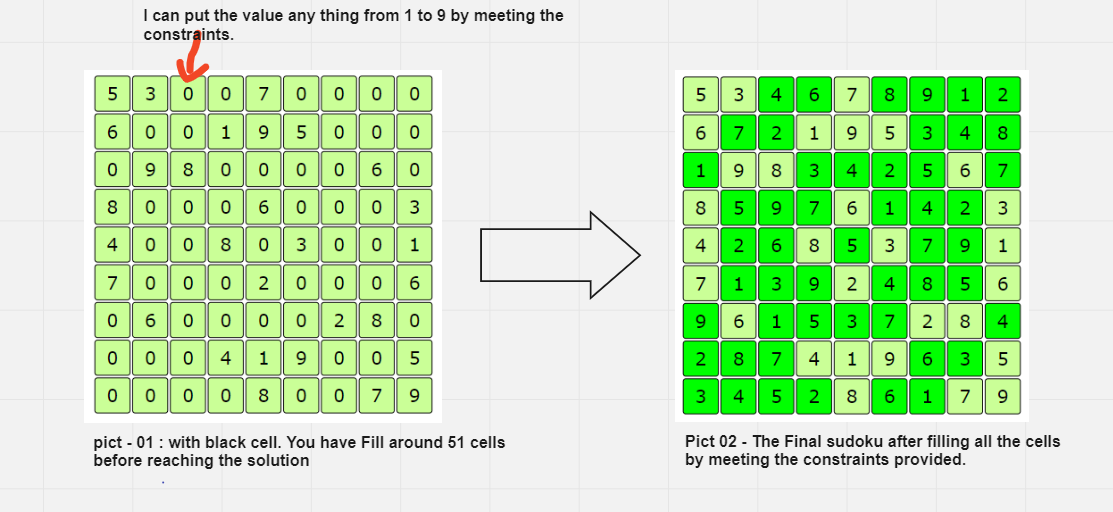 I can put the value any thing from 1 to 9 by meeting the
constraints.
5 3 0 0 7 0 0 0 0
6 0 0 1 9 5 0 0 0
0 9 8 0 0 0 0 6 0
8 0 0 0 6 0 0 0 3
4 0 0 8 0 3 0 0 1
7 0 0 0 2 0 0 0 6
0 6 0 0 0 0 2 8 0
0 0 0 4 1 9 0 0 5
0 0 0 0 8 0 0 7 9
pict - 01 : with black cell. You have Fill around 51 cells
before reaching the solution
5 3 4 6 7 8 9 1 2
6 7 2 1 9 5 3 4 8
1 9 8 3 4 2 5 6 7
8 5 9 7 6 1 4 2 3
4 2 6 8 5 3 7 9 1
7 1 3 9 2 4 8 5 6
9 6 1 5 3 7 2 8 4
2 8 7 4 1 9 6 3 5
3 4 5 2 8 6 1 7 9
Pict 02 - The Final sudoku after filling all the cells
by meeting the constraints provided.